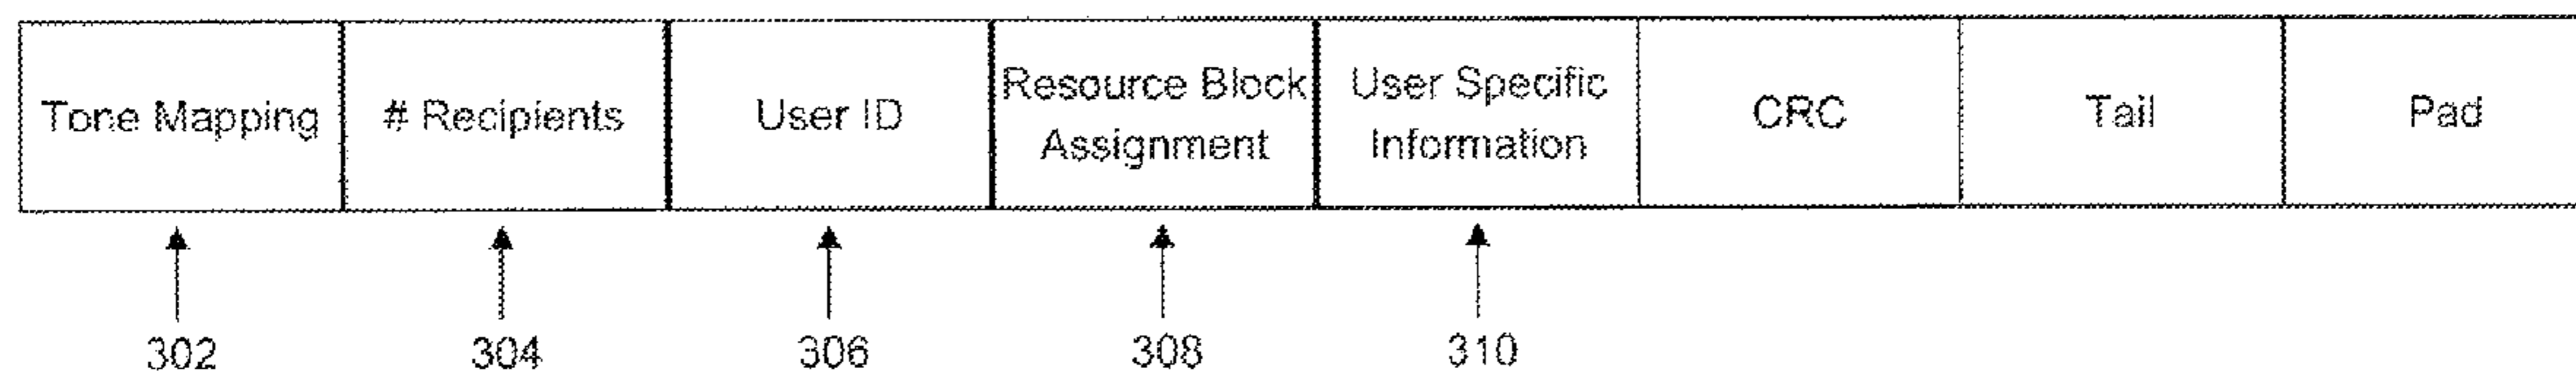 Tone Mapping
# Recipients
User ID
Resource Block
Assignment
User Specific
Information
CRC
Tail
Pad
302
304
306
308
310